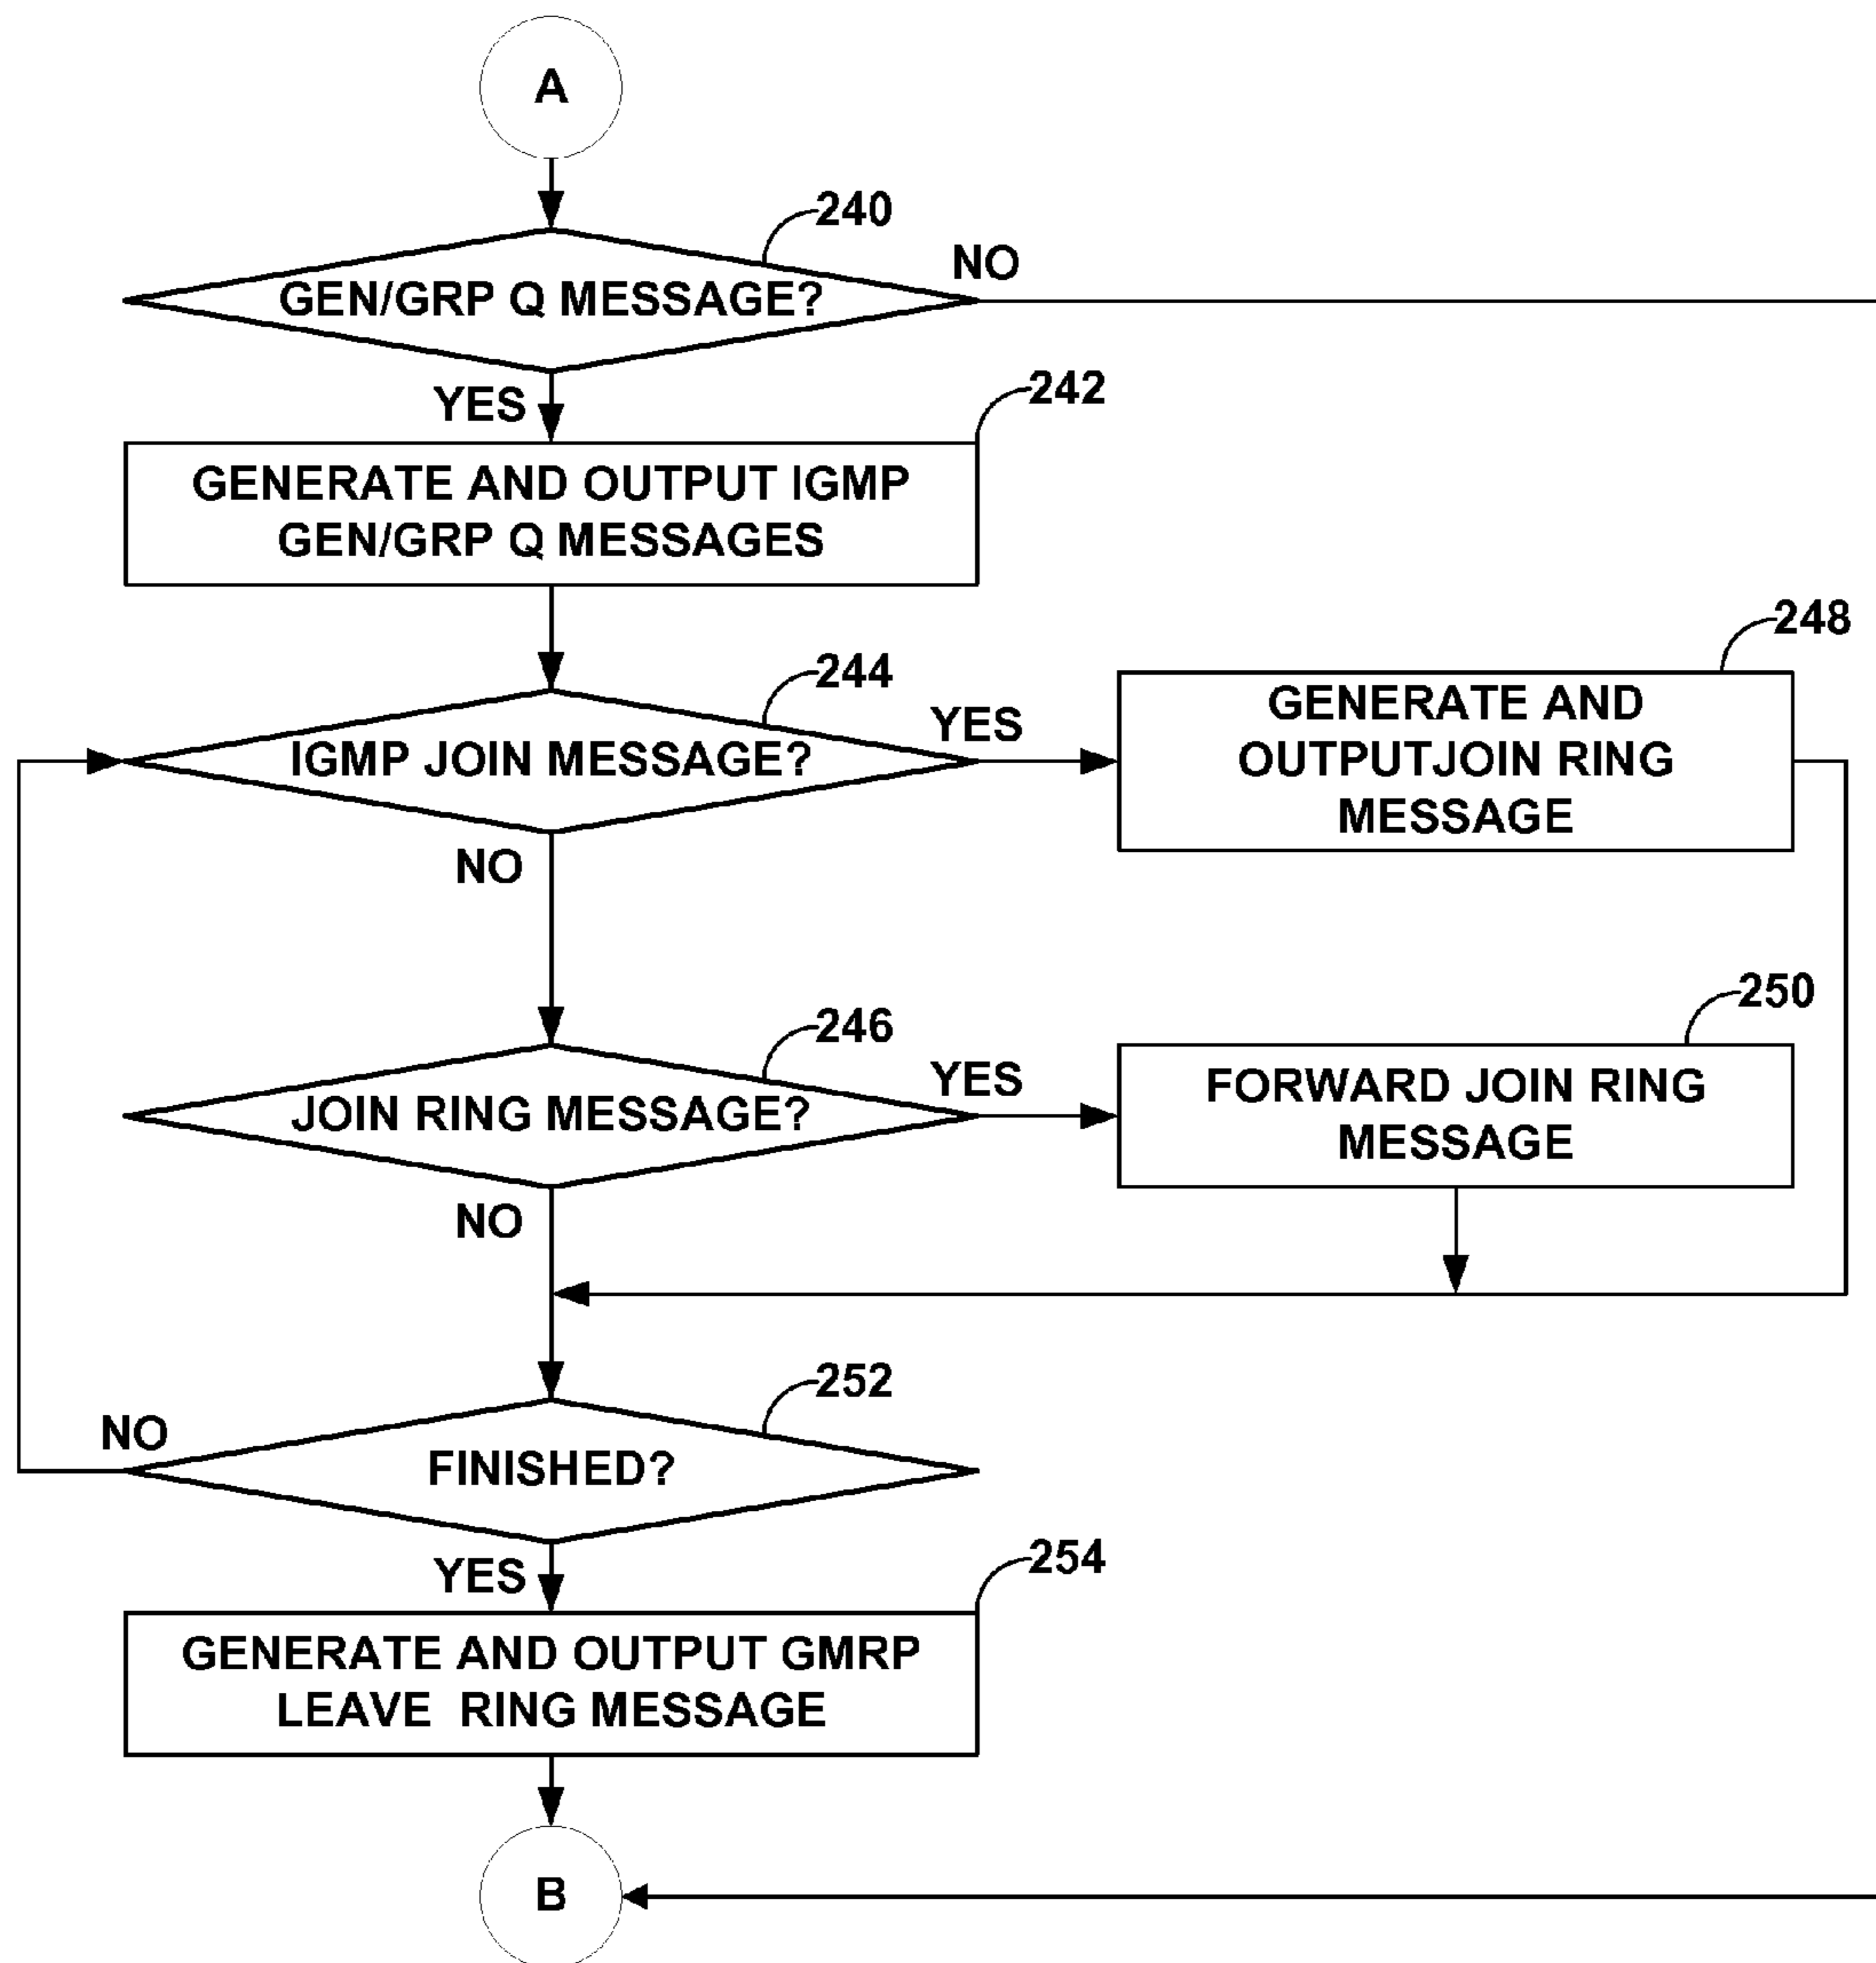 A
240
GEN/GRP Q MESSAGE?
NO
YES
242
GENERATE AND OUTPUT IGMP
GEN/GRP Q MESSAGES
244
IGMP JOIN MESSAGE?
YES
248
GENERATE AND
OUTPUTJOIN RING
MESSAGE
NO
246
JOIN RING MESSAGE?
YES
250
FORWARD JOIN RING
MESSAGE
NO
252
FINISHED?
NO
YES
254
GENERATE AND OUTPUT GMRP
LEAVE RING MESSAGE
B